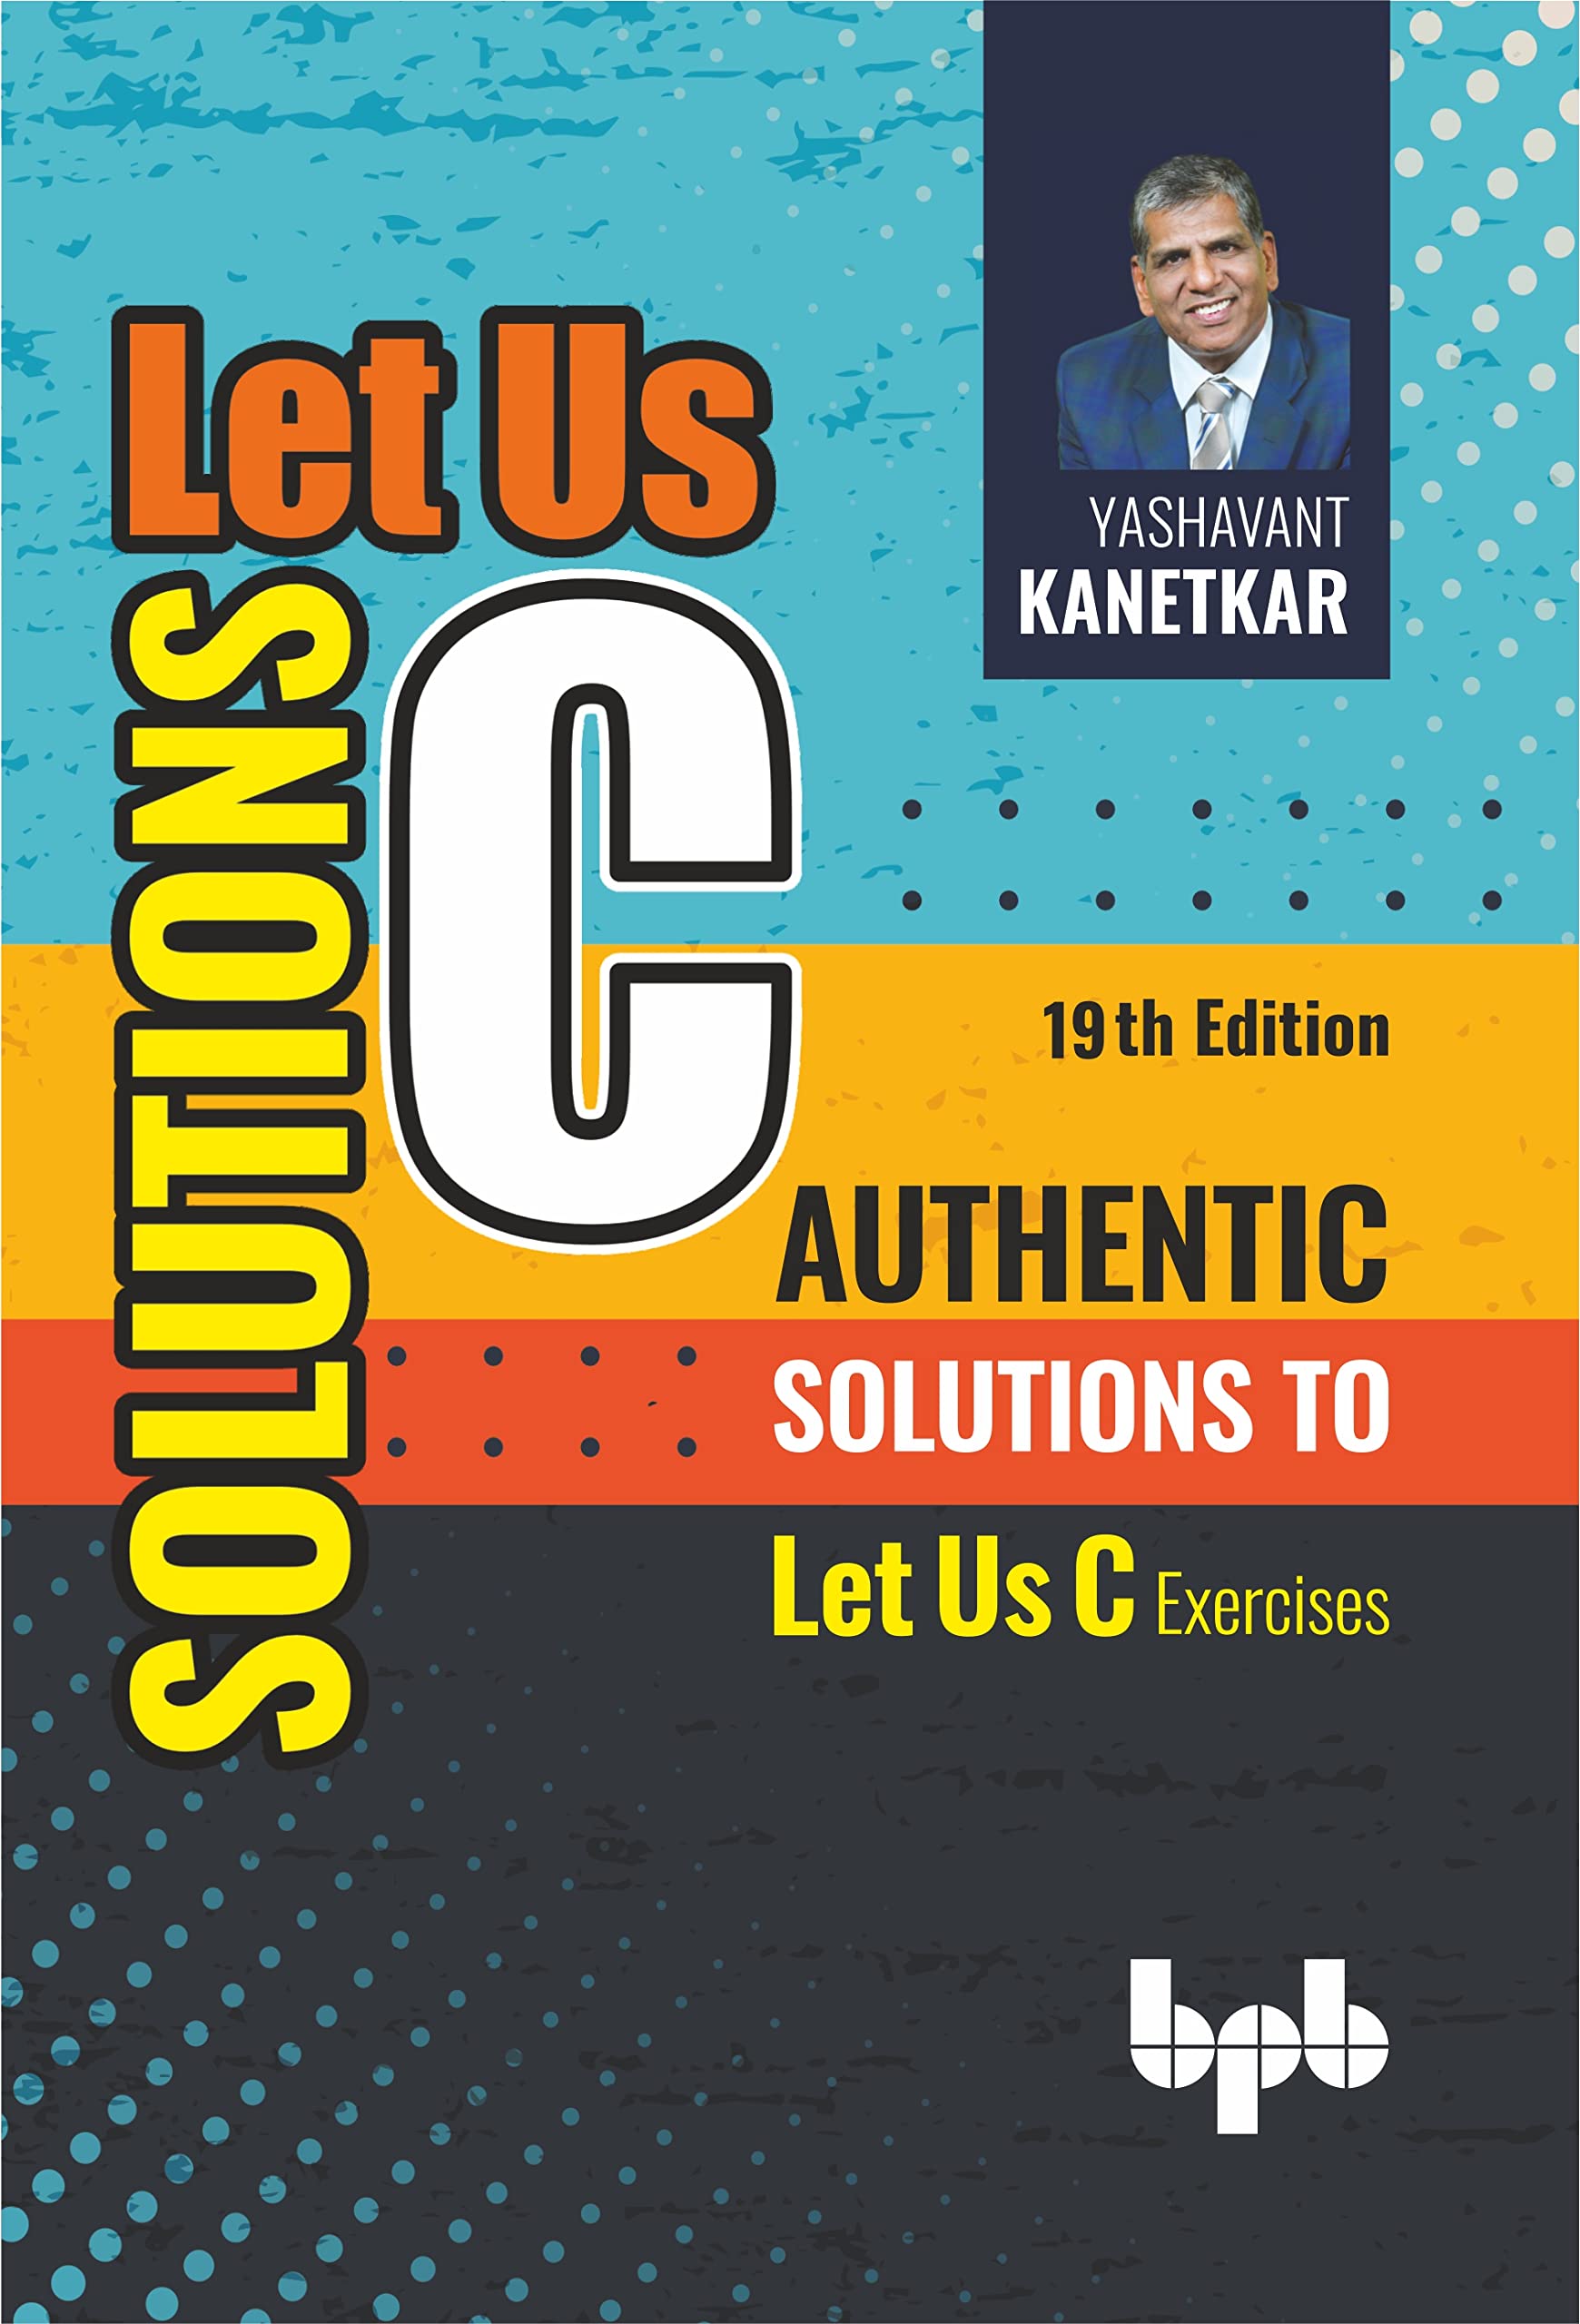 YASHAVANT
KANETKAR
Let Us
C
SOLUTIONS
19th Edition
AUTHENTIC
SOLUTIONS TO
Let Us C Exercises
bpb